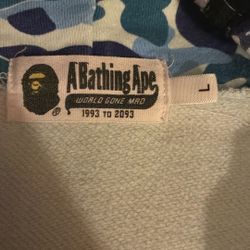 A Bathing Ape
WORLD GONE MAD
1993 TO 2093
L